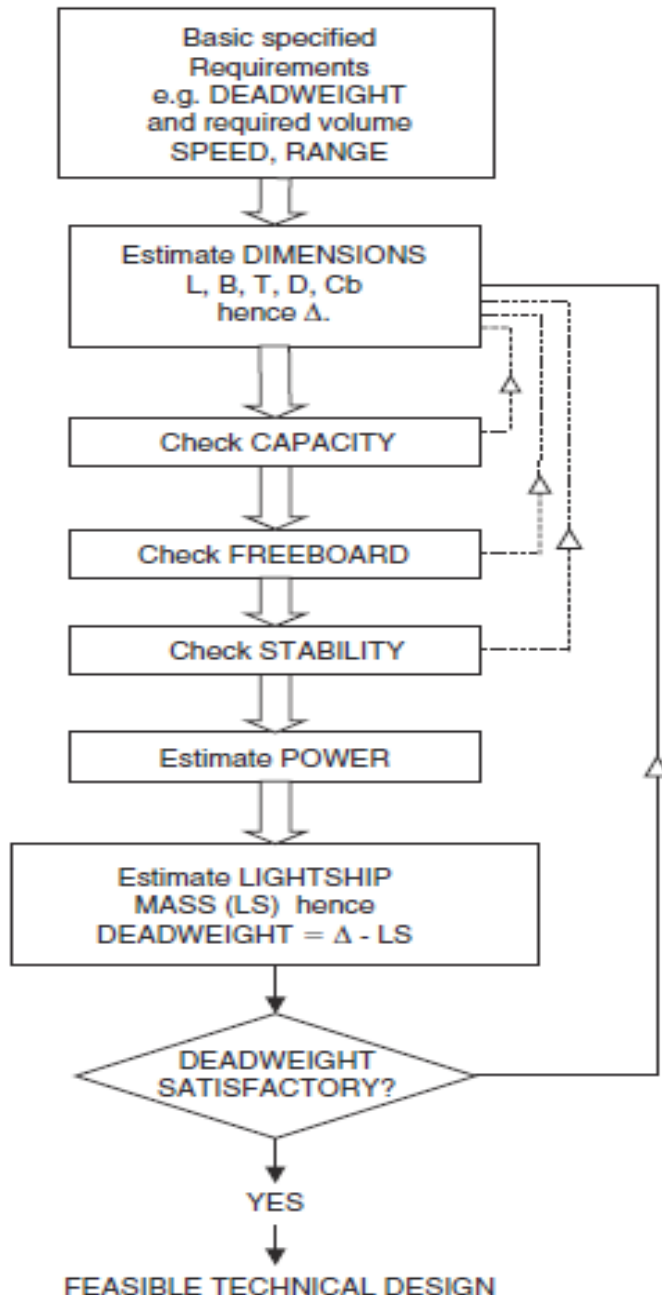 Basic specified
Requirements
e.g. DEADWEIGHT
and required volume
SPEED, RANGE
Estimate DIMENSIONS
L, B, T, D, Cb
hence Δ.
Check CAPACITY
Check FREEBOARD
Check STABILITY
Estimate POWER
Estimate LIGHTSHIP
MASS (LS) hence
DEADWEIGHT = Δ - LS
DEADWEIGHT
SATISFACTORY?
YES
FEASIBLE TECHNICAL DESIGN